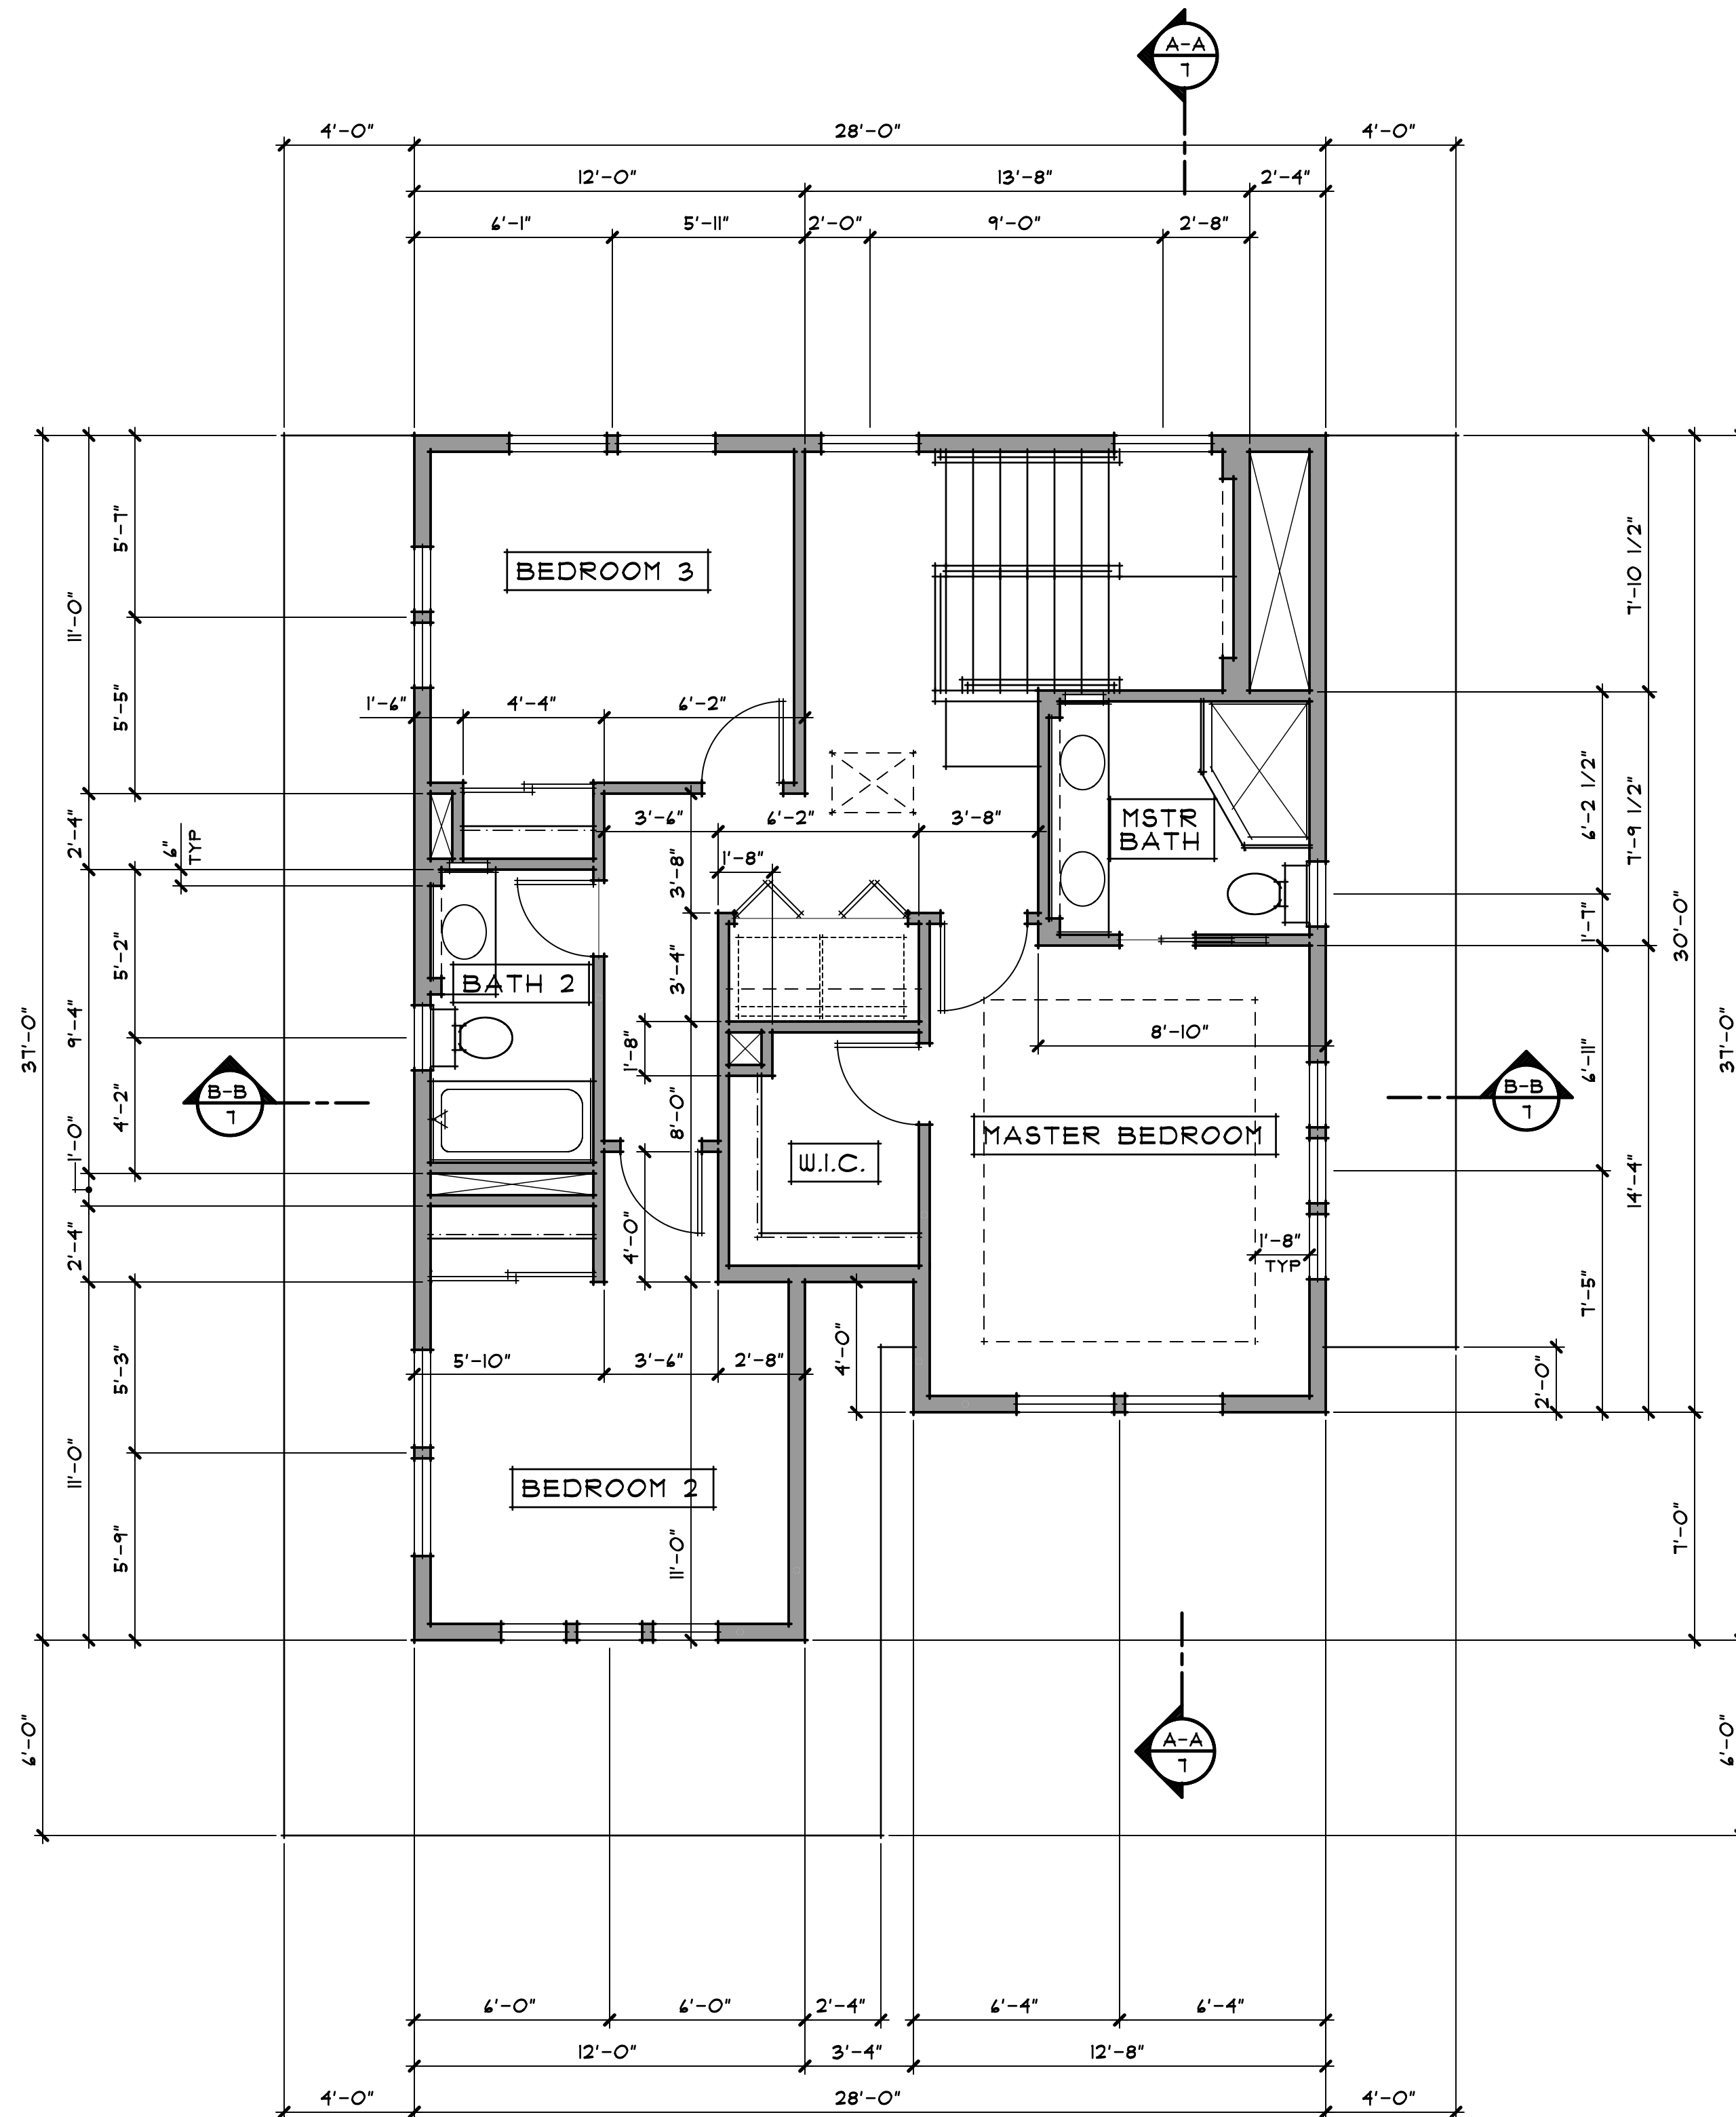 A-A
7
4'-0" 28'-0" 4'-0"
12'-0" 13'-8" 2'-4"
6'-1" 5'-11" 2'-0" 9'-0" 2'-8"
5'-7"
11'-0"
5'-5"
2'-4"
6"
TYP
5'-2"
9'-4"
37'-0"
4'-2"
1'-0"
2'-4"
5'-3"
11'-0"
5'-9"
6'-0"
B-B
7
BEDROOM 3
1'-6" 4'-4" 6'-2"
3'-6" 6'-2" 3'-8"
1'-8"
3'-8"
3'-4"
MSTR
BATH
BATH 2
1'-8"
8'-0"
8'-10"
MASTER BEDROOM
W.I.C.
4'-0"
1'-8"
TYP
5'-10" 3'-6" 2'-8"
4'-0"
BEDROOM 2
11'-0"
7'-10 1/2"
6'-2 1/2"
7'-9 1/2"
1'-7"
30'-0"
6'-11"
37'-0"
B-B
7
14'-4"
7'-5"
2'-0"
7'-0"
6'-0"
A-A
7
6'-0" 6'-0" 2'-4" 6'-4" 6'-4"
12'-0" 3'-4" 12'-8"
4'-0" 28'-0" 4'-0"